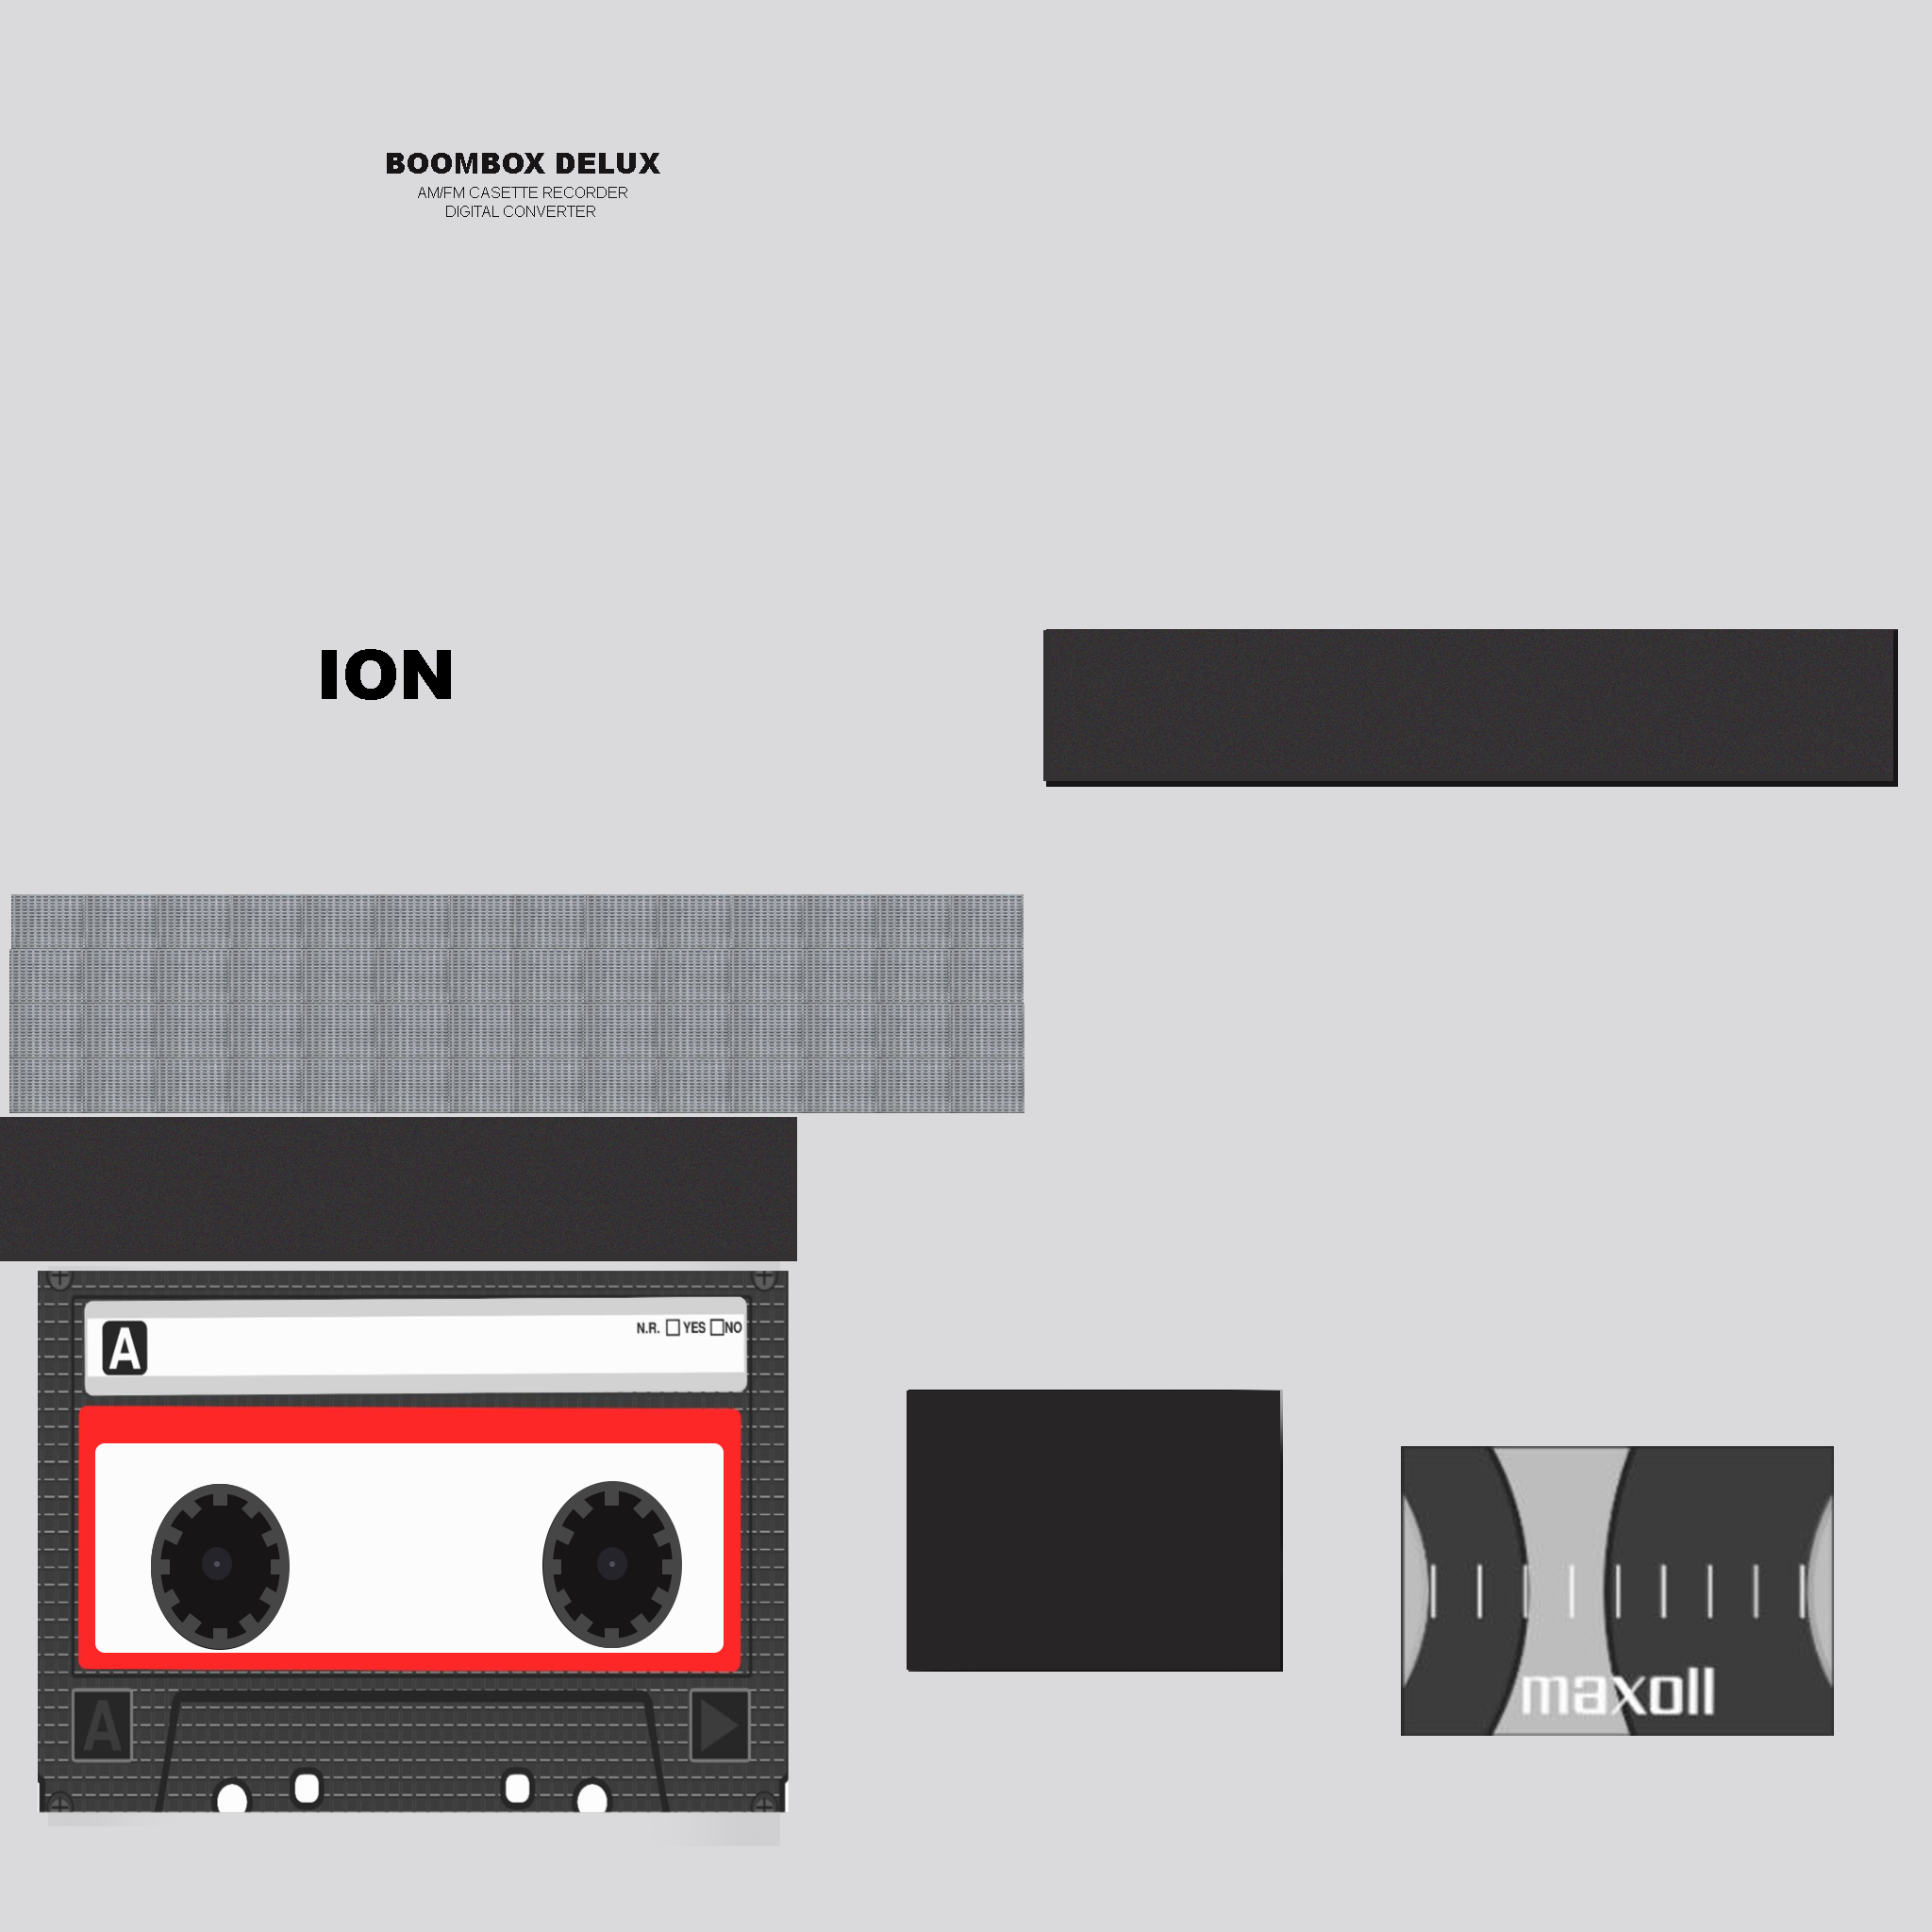 BOOMBOX DELUX
AM/FM CASETTE RECORDER
DIGITAL CONVERTER
ION
A
N.R. YES NO
A
maxoll